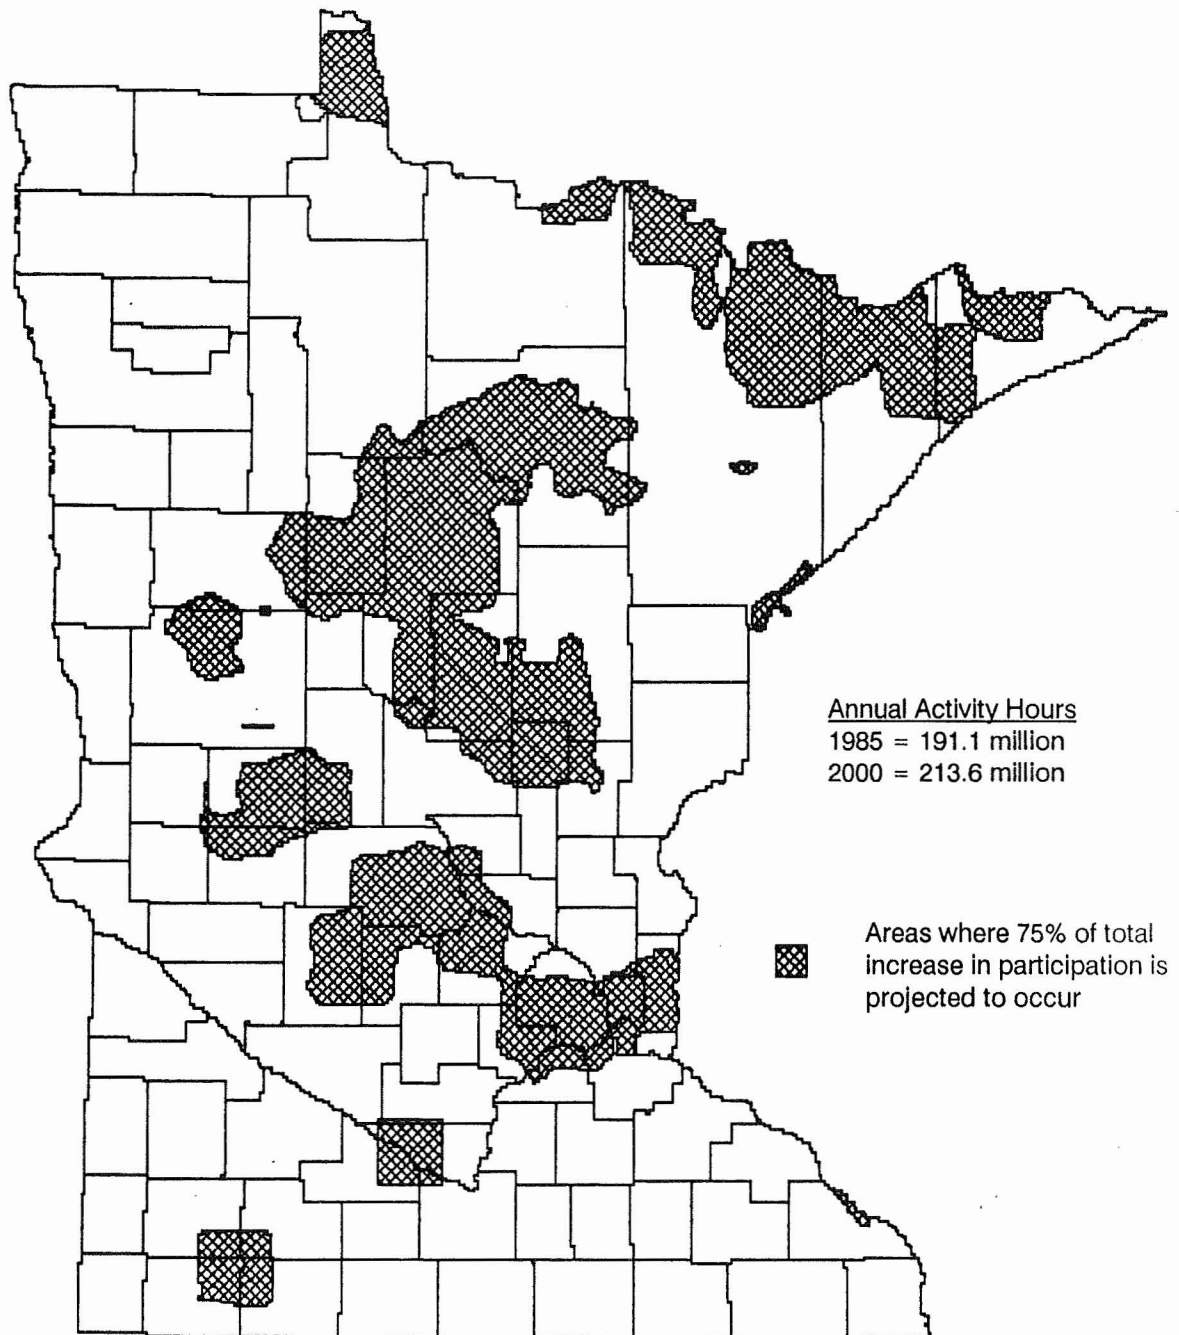 Annual Activity Hours
1985 = 191.1 million
2000 = 213.6 million
Areas where 75% of total
increase in participation is
projected to occur